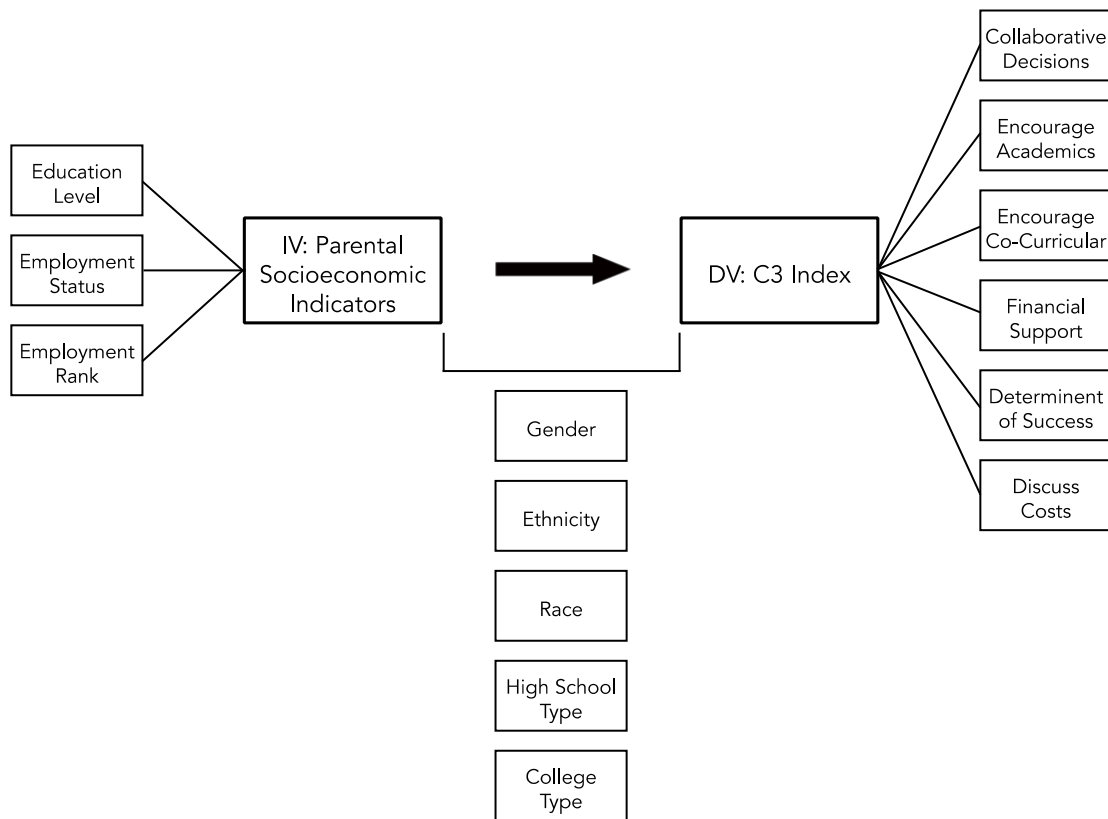 Education
Level
Employment
Status
Employment
Rank
IV: Parental
Socioeconomic
Indicators
Gender
Ethnicity
Race
High School
Type
College
Type
DV: C3 Index
Collaborative
Decisions
Encourage
Academics
Encourage
Co-Curricular
Financial
Support
Determinent
of Success
Discuss
Costs